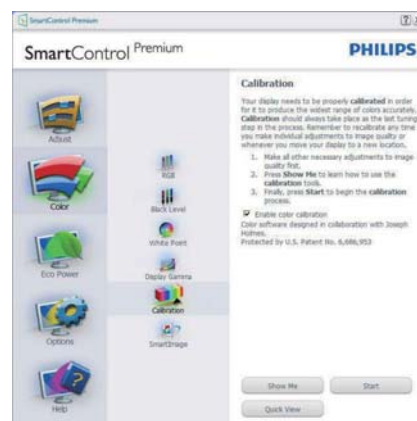 SmartControl Premium
SmartControl Premium
PHILIPS
Adjust
Color
Eco Power
Options
Help
RGB
Black Level
White Point
Display Gamma
Calibration
SmartImage
Calibration
Your display needs to be properly calibrated in order
for it to produce the widest range of colors accurately.
Calibration should always take place as the last tuning
step in the process. Remember to recalibrate any time
you make individual adjustments to image quality or
whenever you move your display to a new location.
1. Make all other necessary adjustments to image
quality first.
2. Press Show Me to learn how to use the
calibration tools.
3. Finally, press Start to begin the calibration
process.
Enable color calibration
Color software designed in collaboration with Joseph
Holmes.
Protected by U.S. Patent No. 6,686,953
Show Me
Start
Quick View